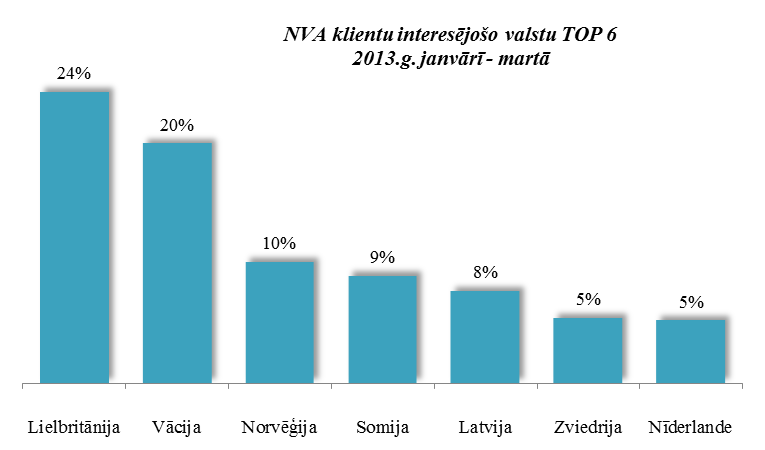 NVA klientu interesējošo valstu TOP 6
2013.g. janvārī - martā
24%
20%
10%
9%
8%
5%
5%
Lielbritānija
Vācija
Norvēģija
Somija
Latvija
Zviedrija
Nīderlande